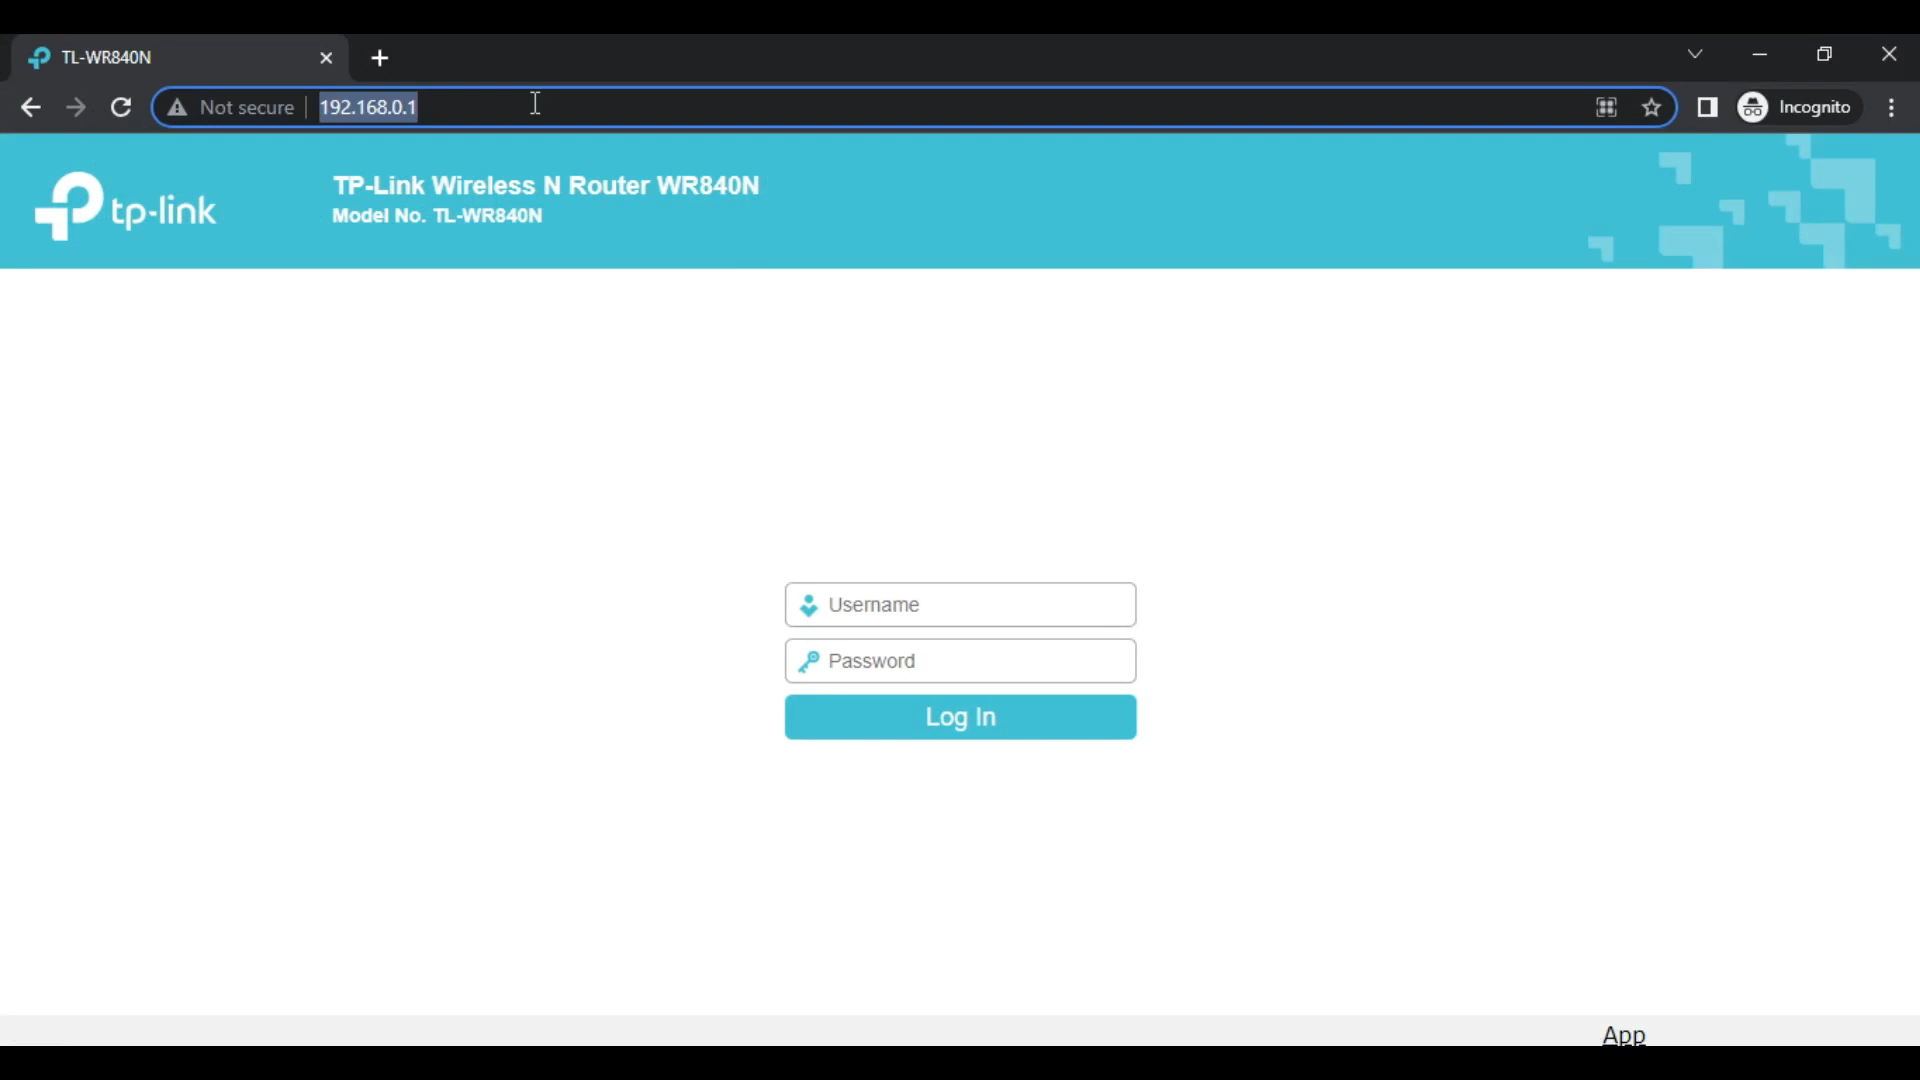 TL-WR840N
Not secure
192.168.0.1
Incognito
tp-link
TP-Link Wireless N Router WR840N
Model No. TL-WR840N
Username
Password
Log In
App